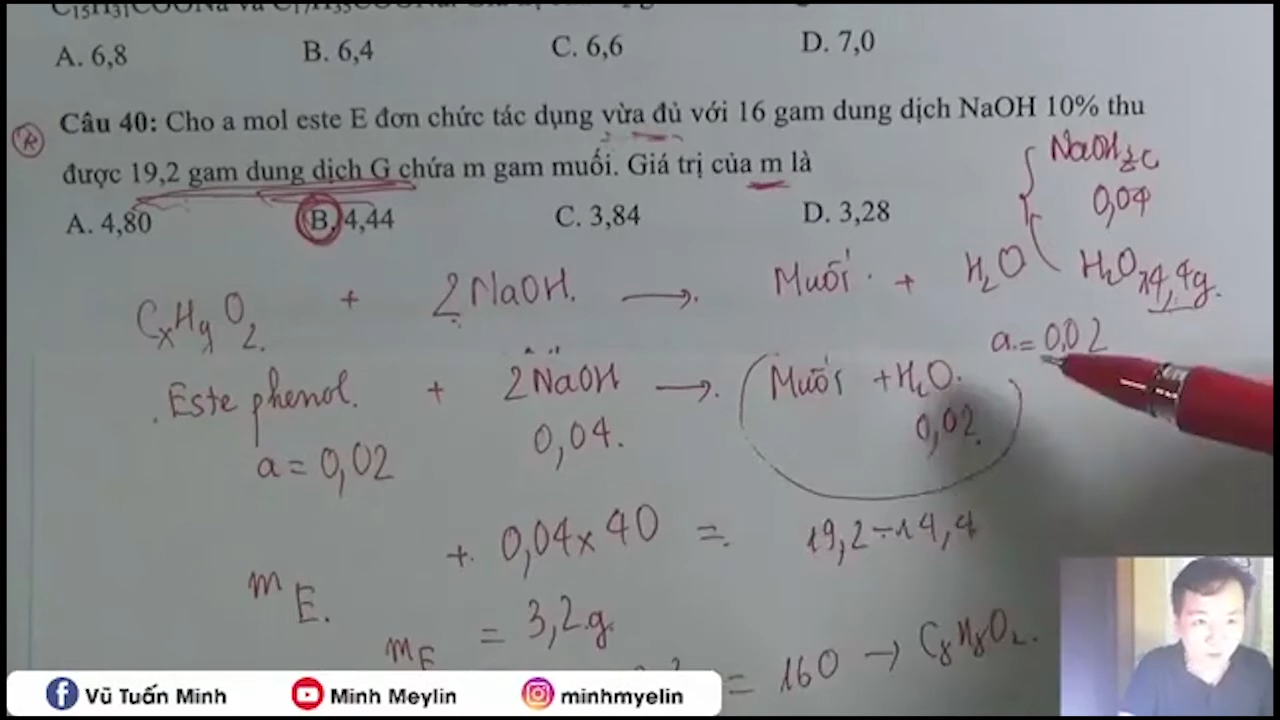 A. 6,8 B. 6,4 C. 6,6 D. 7,0
Câu 40: Cho a mol este E đơn chức tác dụng vừa đủ với 16 gam dung dịch NaOH 10% thu
được 19,2 gam dung dịch G chứa m gam muối. Giá trị của m là
A. 4,80 B. 4,44 C. 3,84 D. 3,28
NaOH
0,04
H₂O 14,4g.
CxHyO₂. + 2NaOH. → Muối. + H₂O
a = 0,02
Este phenol. + 2NaOH → Muối + H₂O.
a = 0,02 0,04. 0,02
m E. + 0,04 x 40 = 19,2 - 14,4
mE = 3,2g.
= 160 →
Vũ Tuấn Minh Minh Meylin minhmyelin